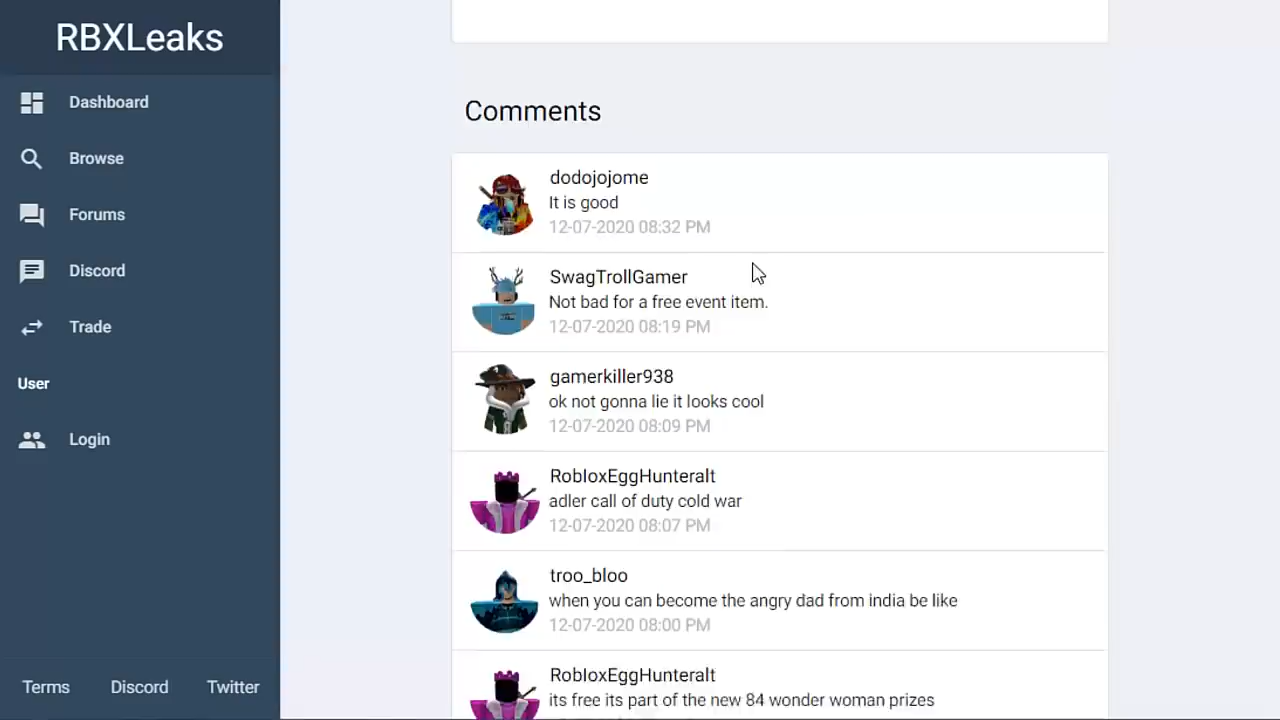 RBXLeaks
Dashboard
Browse
Forums
Discord
Trade
User
Login
Terms Discord Twitter
Comments
dodojojome
It is good
12-07-2020 08:32 PM
SwagTrollGamer
Not bad for a free event item.
12-07-2020 08:19 PM
gamerkiller938
ok not gonna lie it looks cool
12-07-2020 08:09 PM
RobloxEggHunteralt
adler call of duty cold war
12-07-2020 08:07 PM
troo_bloo
when you can become the angry dad from india be like
12-07-2020 08:00 PM
RobloxEggHunteralt
its free its part of the new 84 wonder woman prizes